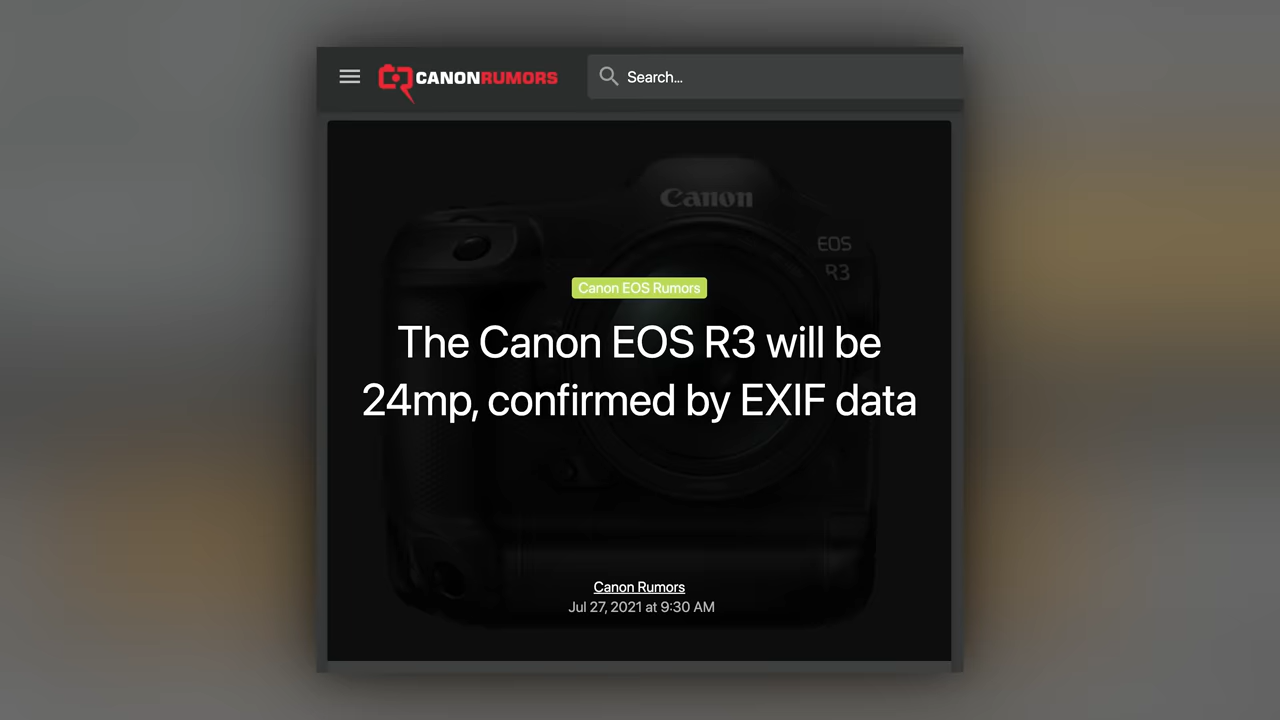 CANONRUMORS
Search...
Canon
EOS
R3
Canon EOS Rumors
The Canon EOS R3 will be
24mp, confirmed by EXIF data
Canon Rumors
Jul 27, 2021 at 9:30 AM